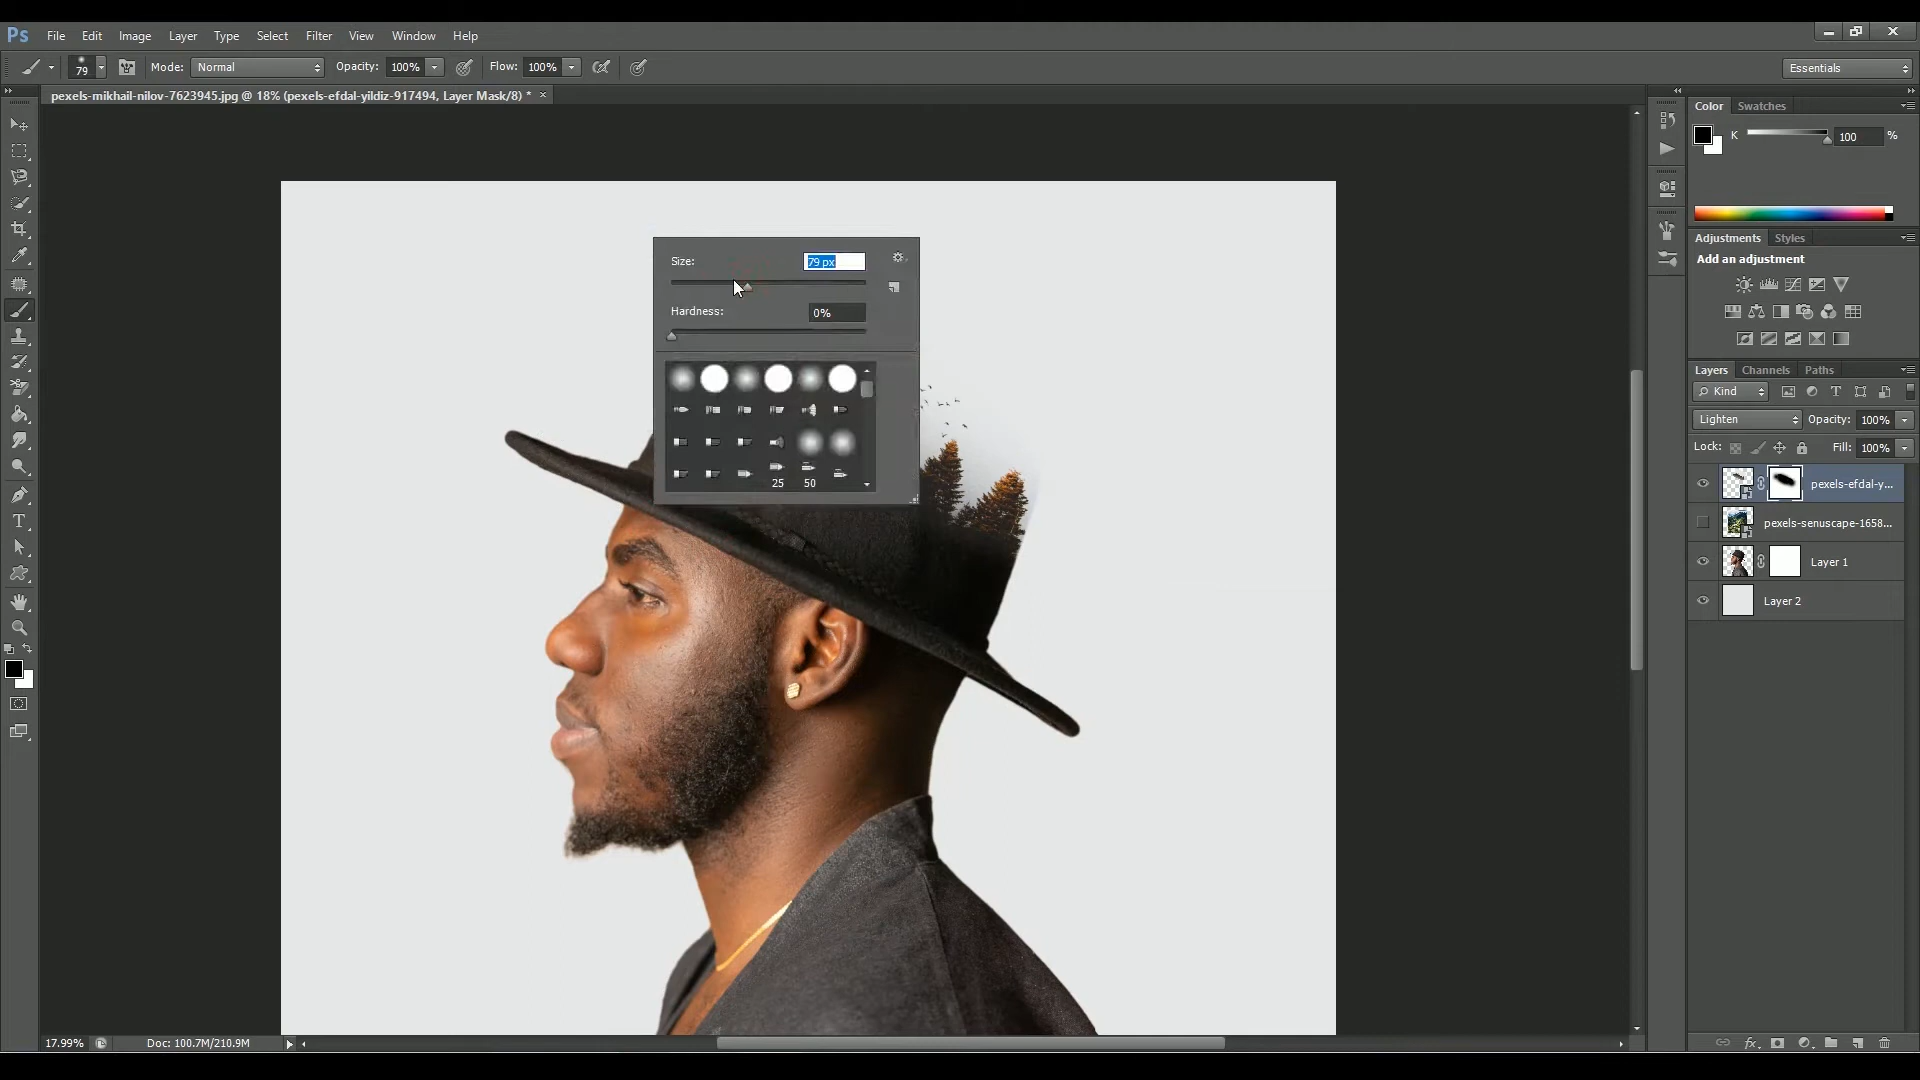 Ps File Edit Image Layer Type Select Filter View Window Help
79 Mode: Normal Opacity: 100% Flow: 100% Essentials
pexels-mikhail-nilov-7623945.jpg @ 18% (pexels-efdal-yildiz-917494, Layer Mask/8) * ×
Color Swatches
K 100 %
Size: 79 px
Hardness: 0%
25 50
Adjustments Styles
Add an adjustment
Layers Channels Paths
Kind
Lighten Opacity: 100%
Lock: Fill: 100%
pexels-efdal-y...
pexels-senuscape-1658...
Layer 1
Layer 2
T
17.99% Doc: 100.7M/210.9M
fx